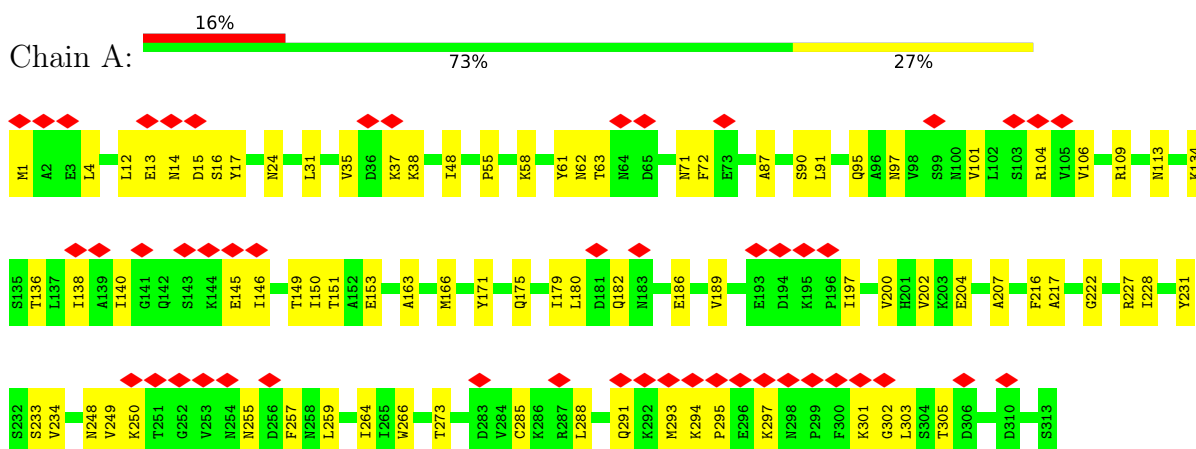 16%
Chain A:
73% 27%
M1 A2 E3 L4 L12 E13 N14 D15 S16 Y17 N24 L31 V35 D36 K37 K38 I48 P55 K58 Y61 N62 T63 N64 D65 N71 F72 E73 A87 S90 L91 Q95 A96 N97 V98 S99 N100 V101 L102 S103 R104 V105 V106 R109 N113 K134
S135 T136 L137 I138 A139 I140 G141 Q142 S143 K144 E145 I146 T149 I150 T151 A152 E153 A163 M166 Y171 Q175 I179 L180 D181 Q182 N183 E186 V189 E193 D194 K195 P196 I197 V200 H201 V202 K203 E204 A207 F216 A217 G222 R227 I228 Y231
S232 S233 V234 N248 V249 K250 T251 G252 V253 N254 N255 D256 F257 N258 L259 I264 I265 W266 T273 D283 V284 C285 K286 R287 L288 Q291 K292 M293 K294 P295 E296 K297 N298 P299 F300 K301 G302 L303 S304 T305 D306 D310 S313